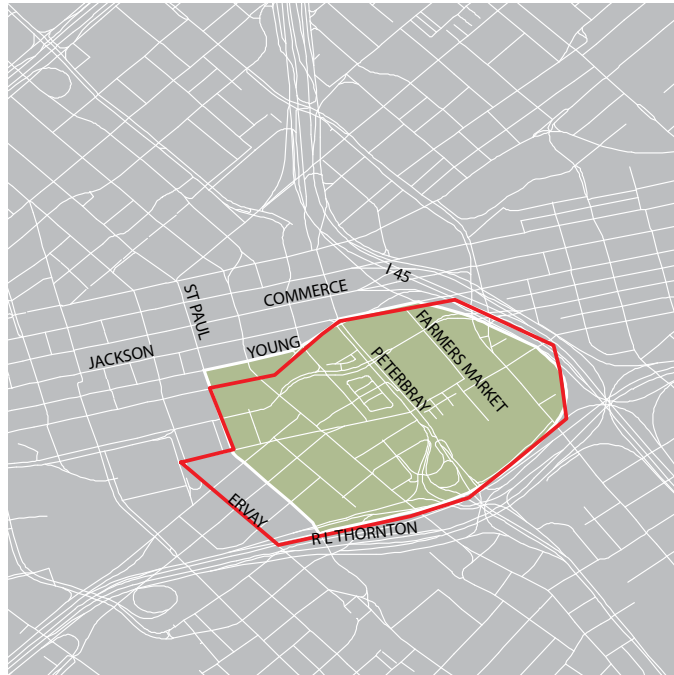 I 45
ST PAUL
COMMERCE
FARMERS MARKET
YOUNG
JACKSON
PETERBRAY
ERVAY
R L THORNTON